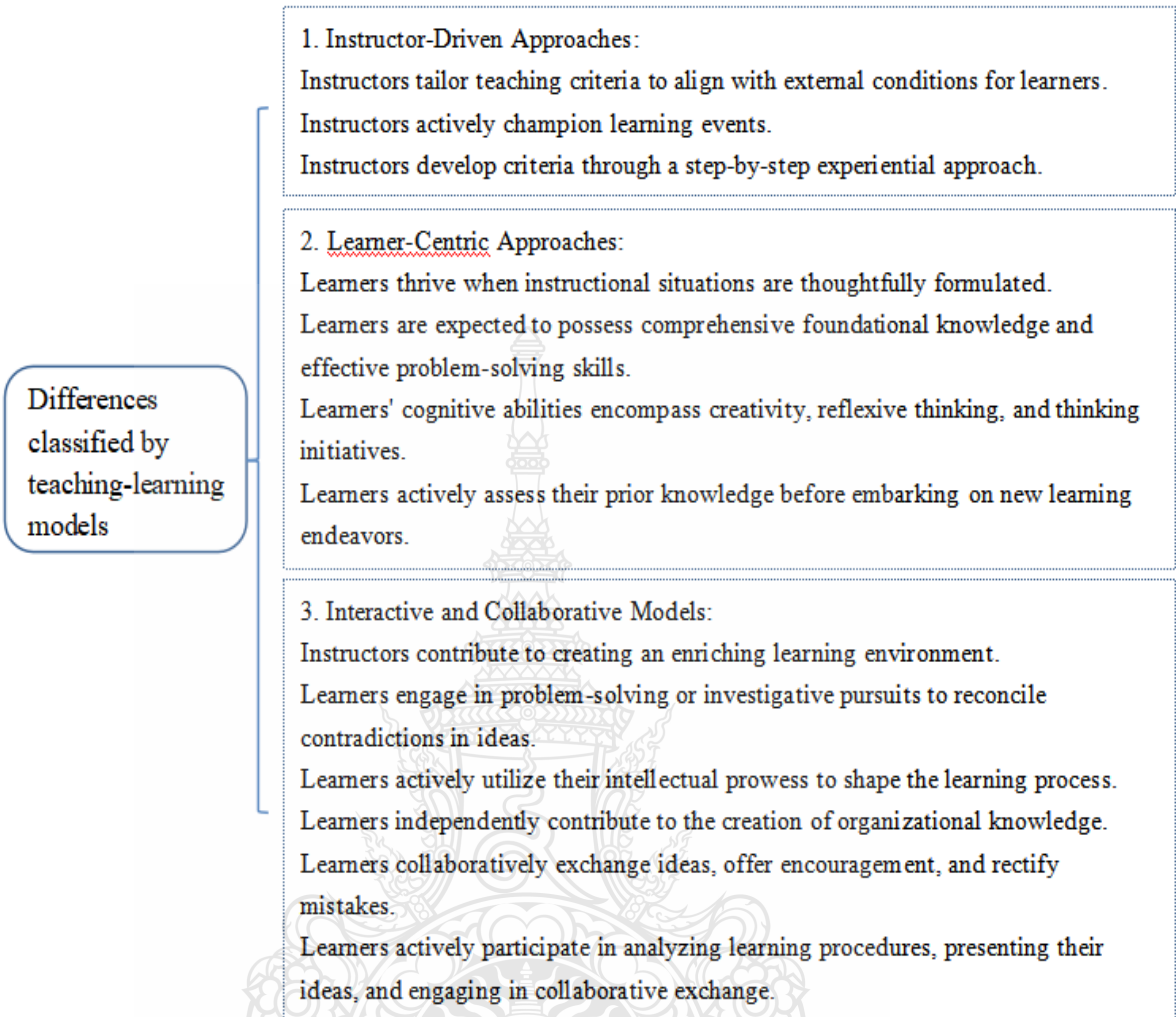 1. Instructor-Driven Approaches:
Instructors tailor teaching criteria to align with external conditions for learners.
Instructors actively champion learning events.
Instructors develop criteria through a step-by-step experiential approach.
2. Learner-Centric Approaches:
Learners thrive when instructional situations are thoughtfully formulated.
Learners are expected to possess comprehensive foundational knowledge and
effective problem-solving skills.
Learners' cognitive abilities encompass creativity, reflexive thinking, and thinking
initiatives.
Learners actively assess their prior knowledge before embarking on new learning
endeavors.
Differences
classified by
teaching-learning
models
3. Interactive and Collaborative Models:
Instructors contribute to creating an enriching learning environment.
Learners engage in problem-solving or investigative pursuits to reconcile
contradictions in ideas.
Learners actively utilize their intellectual prowess to shape the learning process.
Learners independently contribute to the creation of organizational knowledge.
Learners collaboratively exchange ideas, offer encouragement, and rectify
mistakes.
Learners actively participate in analyzing learning procedures, presenting their
ideas, and engaging in collaborative exchange.